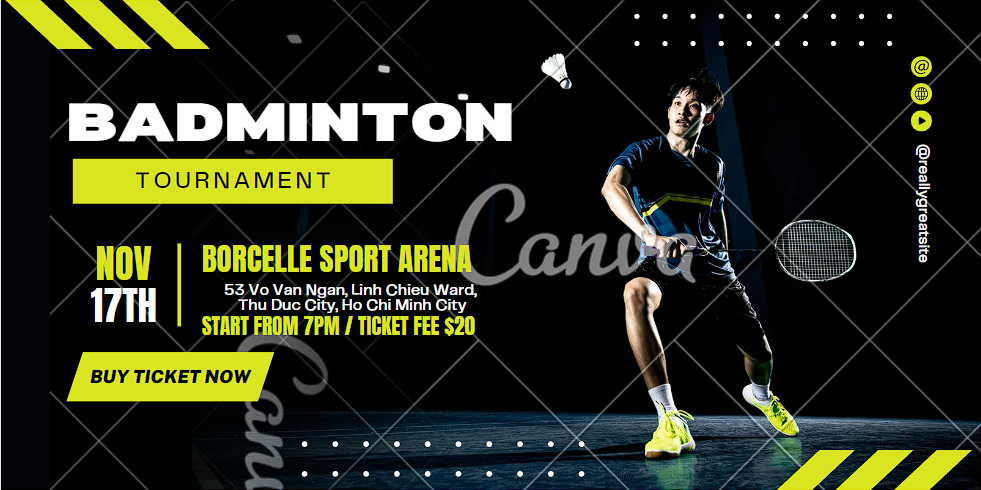 BADMINTON
TOURNAMENT
NOV
17TH
BORCELLE SPORT ARENA
53 Vo Van Ngan, Linh Chieu Ward,
Thu Duc City, Ho Chi Minh City
START FROM 7PM / TICKET FEE $20
BUY TICKET NOW
@reallygreatsite
Canva
Canva